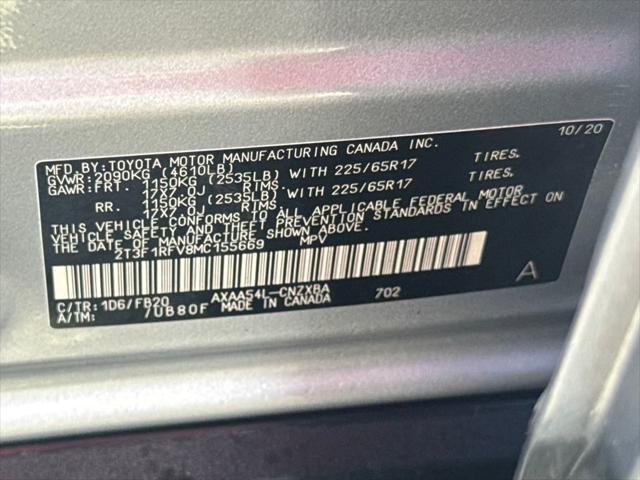 MFD. BY: TOYOTA MOTOR MANUFACTURING CANADA INC. 10/20
GVWR: 2090KG (4610LB)
GAWR: FRT. 1150KG (2535LB) WITH 225/65R17 TIRES,
17X7.0J RIMS,
RR. 1150KG (2535LB) WITH 225/65R17 TIRES,
17X7.0J RIMS,
THIS VEHICLE CONFORMS TO ALL APPLICABLE FEDERAL MOTOR
VEHICLE SAFETY AND THEFT PREVENTION STANDARDS IN EFFECT ON
THE DATE OF MANUFACTURE SHOWN ABOVE.
2T3F1RFV8MC155669 MPV
A
C/TR: 1D6/FB20 AXAA54L-CNZXBA 702
A/TM: /UB80F MADE IN CANADA